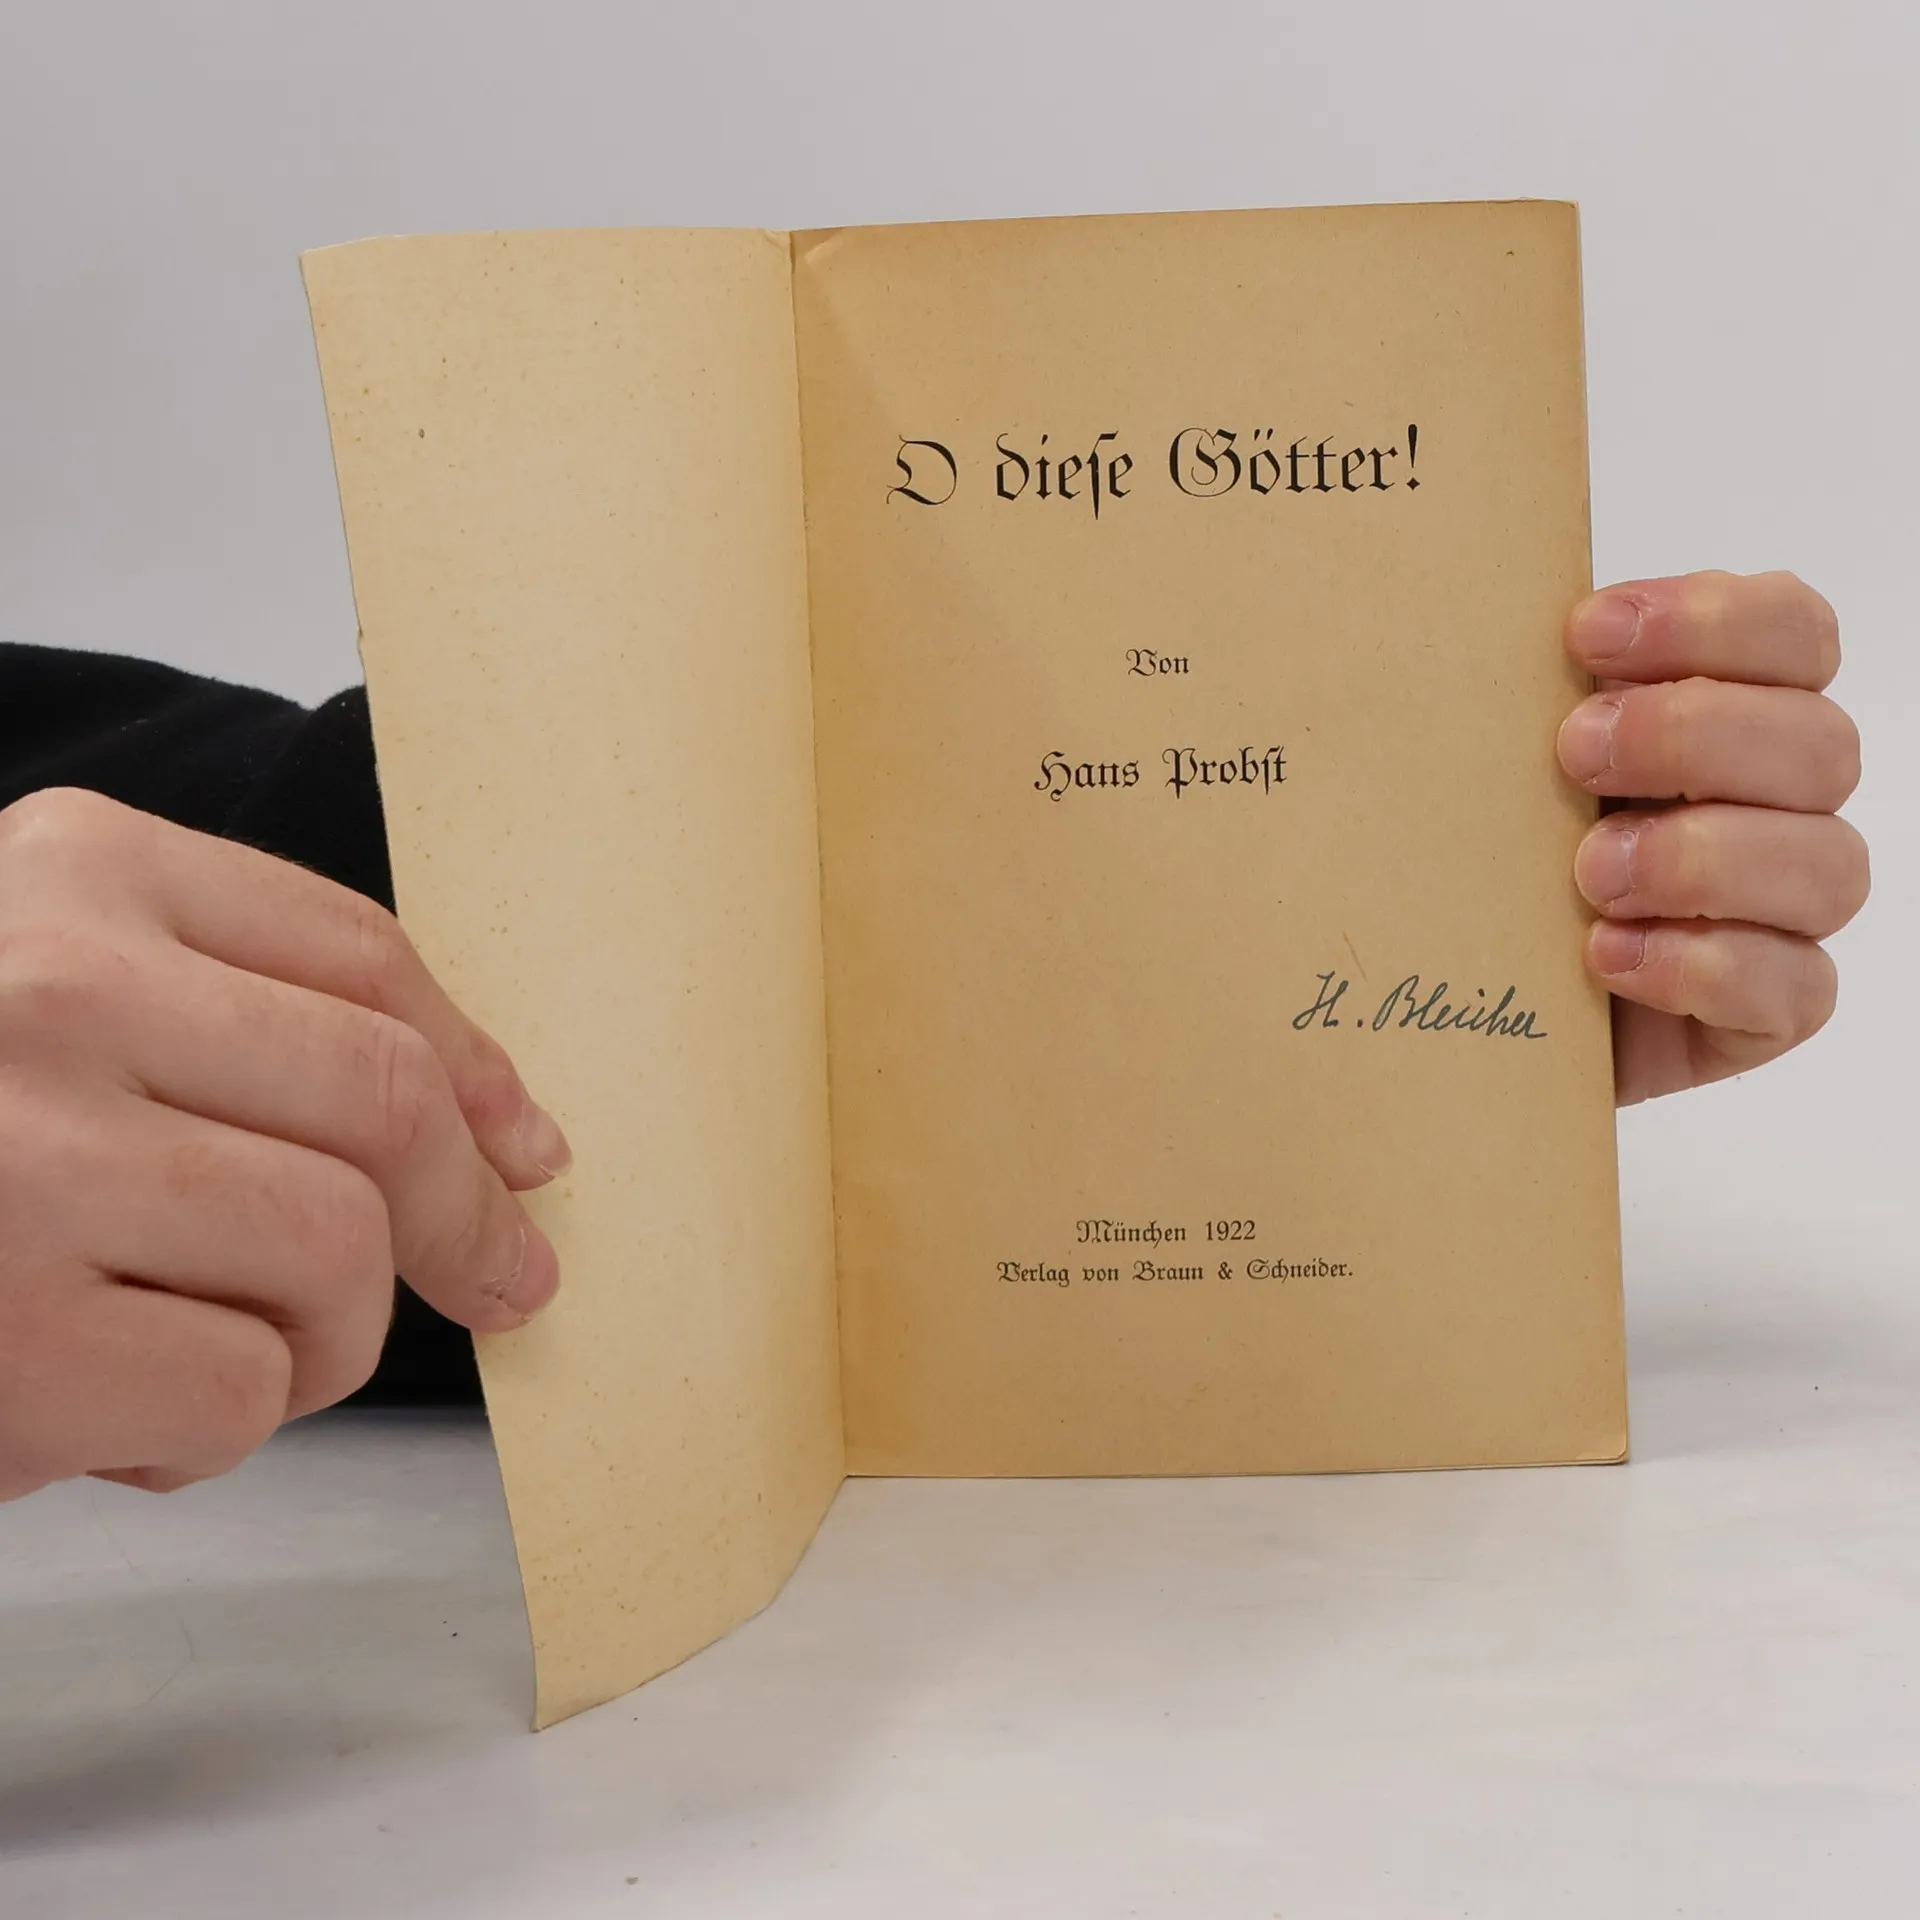 O dieſe Götter!
Von
Hans Probſt
H. Bleicher
München 1922
Verlag von Braun & Schneider.